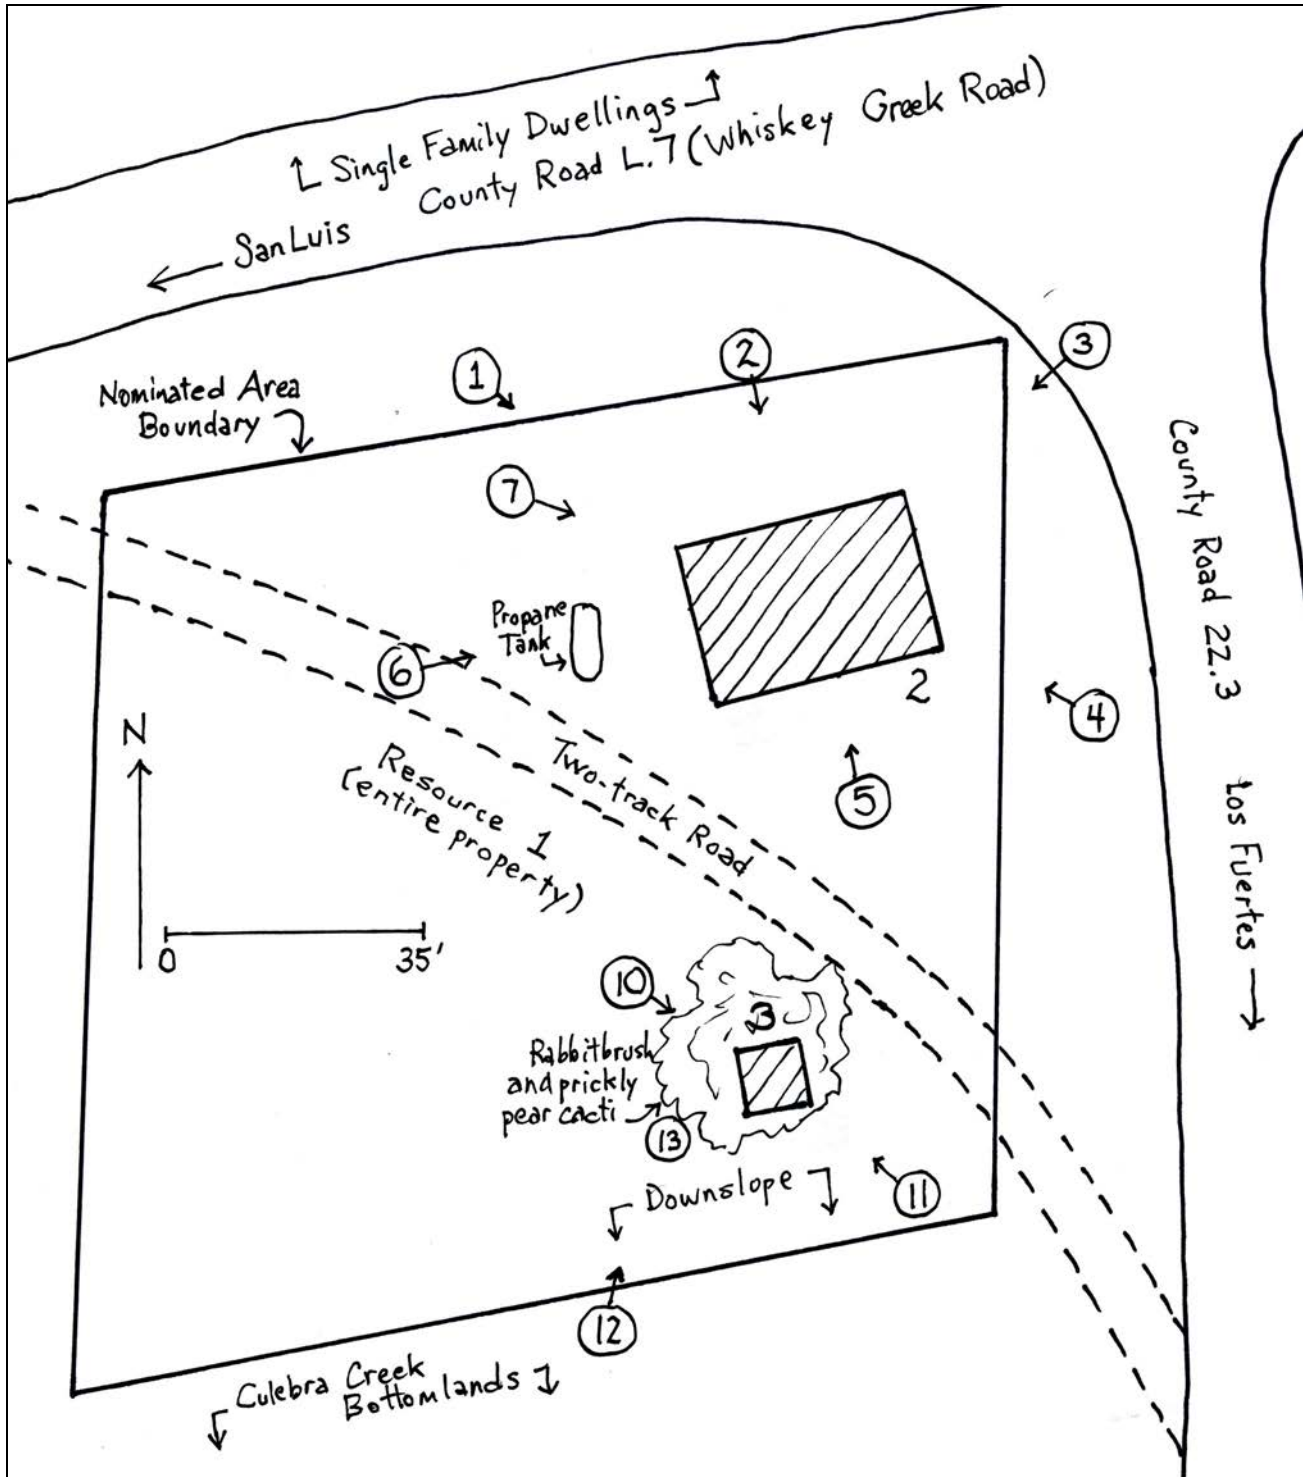 Single Family Dwellings
County Road L.7 (Whiskey Greek Road)
San Luis
1
2
3
Nominated Area
Boundary
7
County Road 22.3
Propane
Tank
6
2
4
N
Two-track Road
5
Resource 1
(entire property)
Los Fuertes
0 35'
10
3
Rabbitbrush
and prickly
pear cacti
13
Downslope
11
12
Culebra Creek
Bottomlands